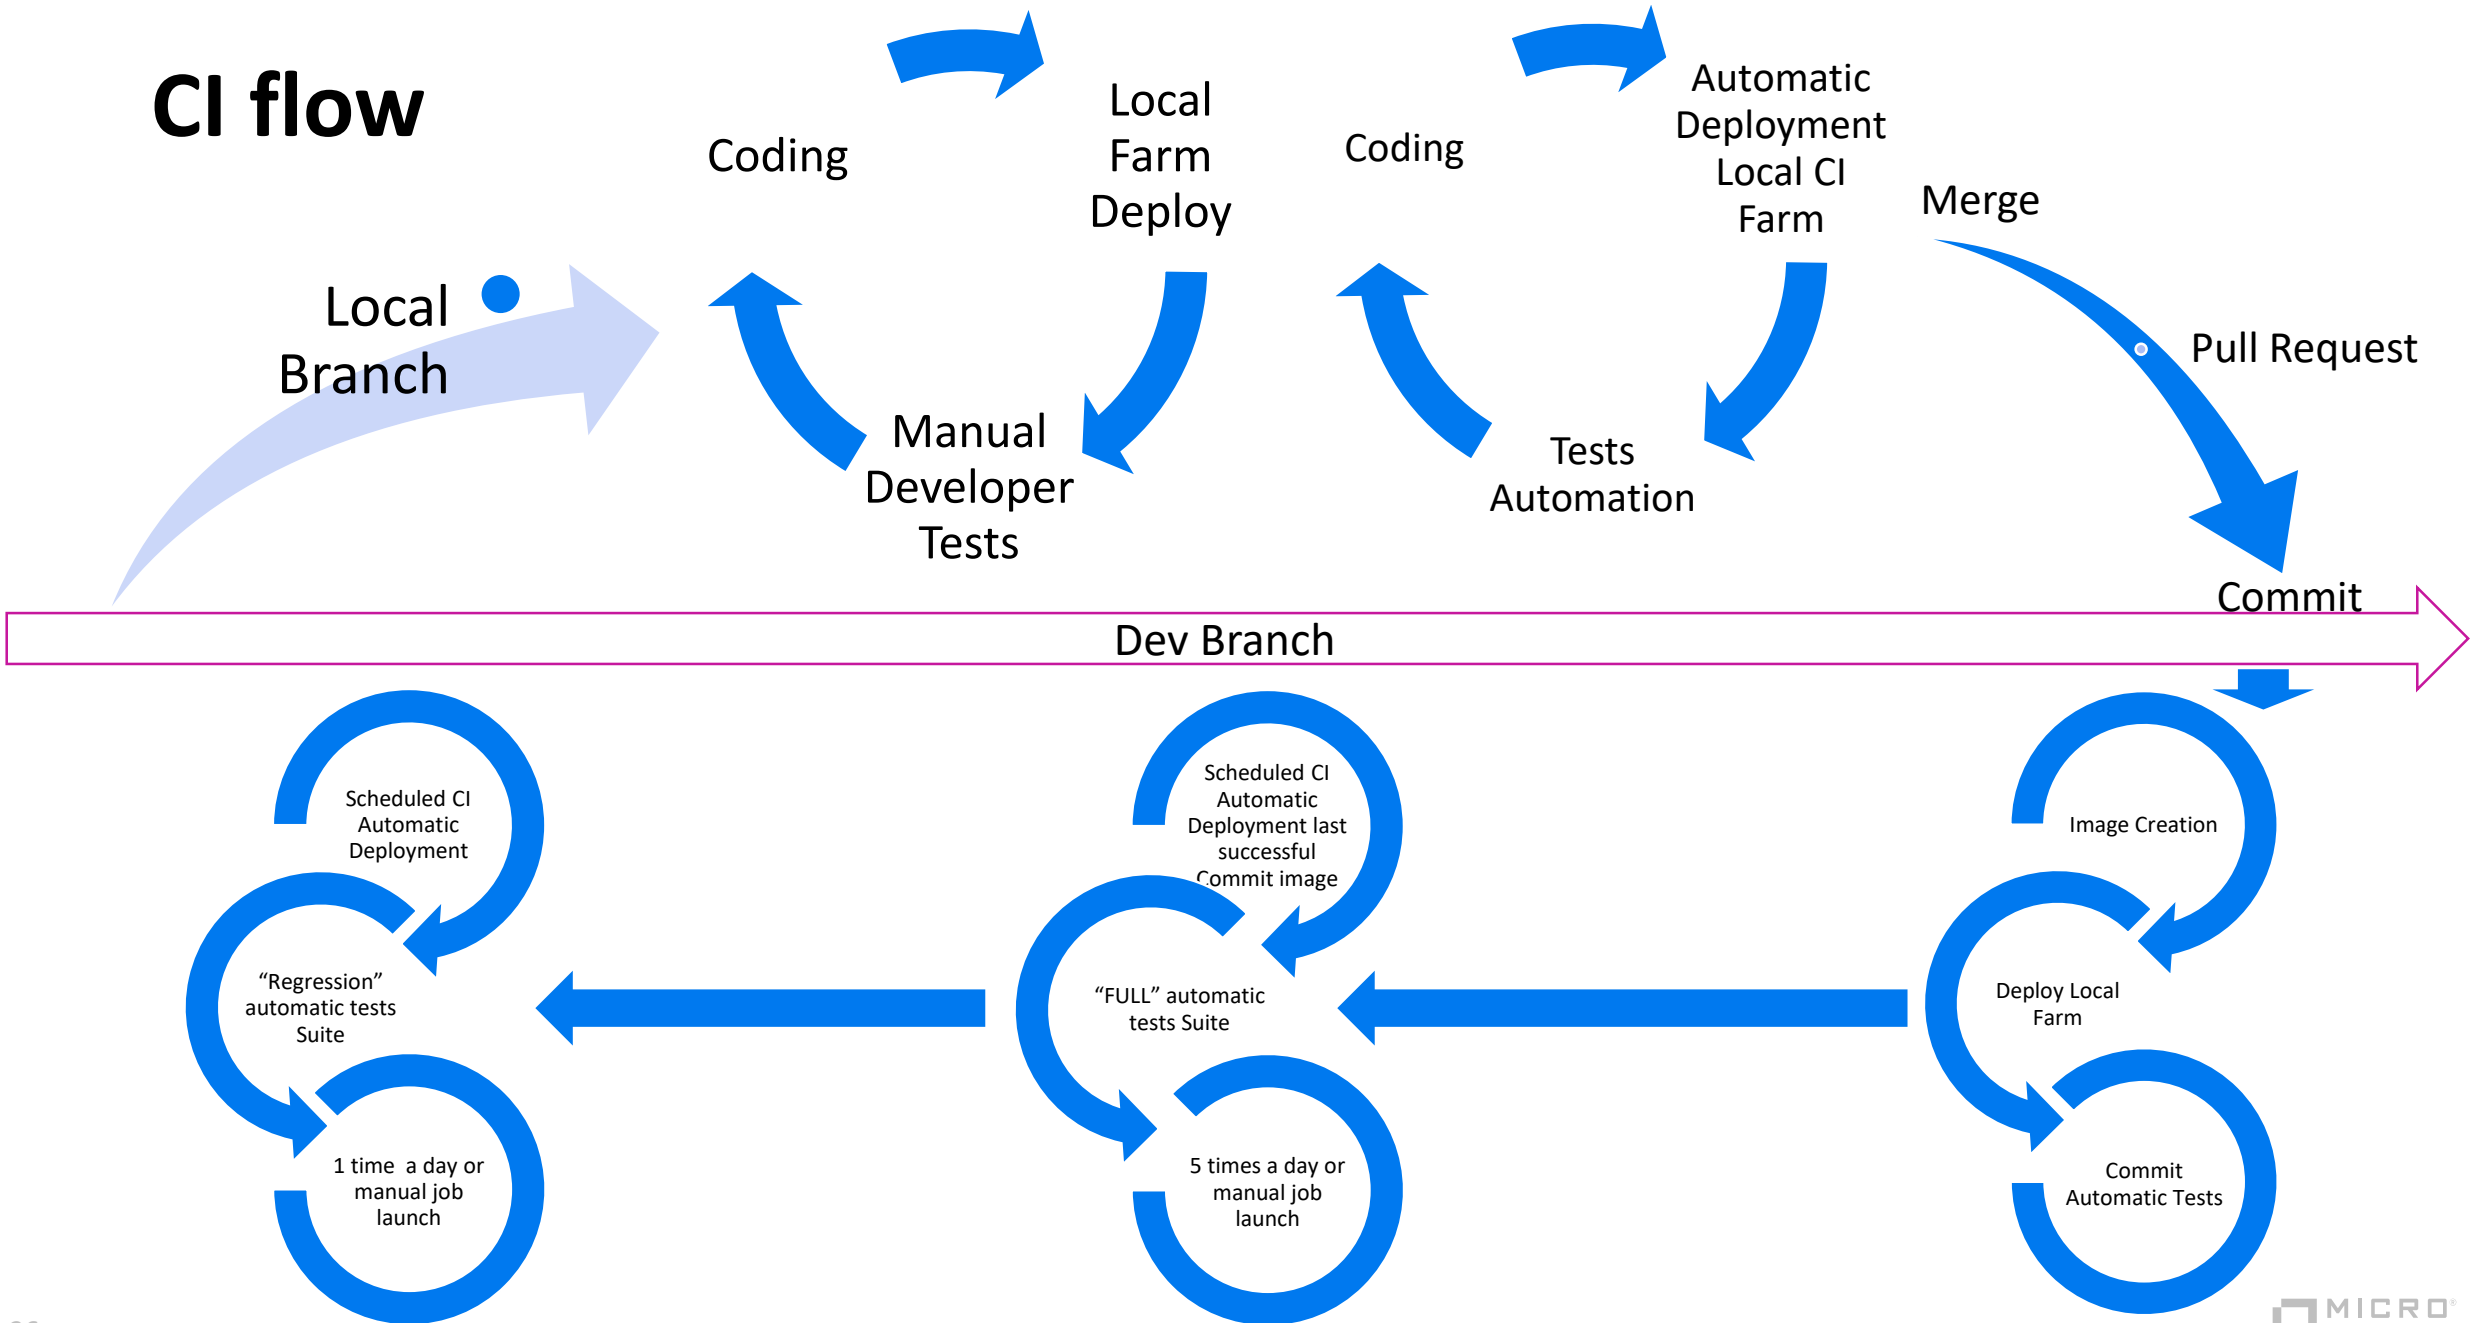 CI flow
Coding
Local
Farm
Deploy
Manual
Developer
Tests
Coding
Automatic
Deployment
Local CI
Farm
Tests
Automation
Merge
Pull Request
Local
Branch
Commit
Dev Branch
Scheduled CI
Automatic
Deployment
“Regression”
automatic tests
Suite
1 time  a day or
manual job
launch
Scheduled CI
Automatic
Deployment last
successful
Commit image
“FULL” automatic
tests Suite
5 times a day or
manual job
launch
Image Creation
Deploy Local
Farm
Commit
Automatic Tests
MICRO®